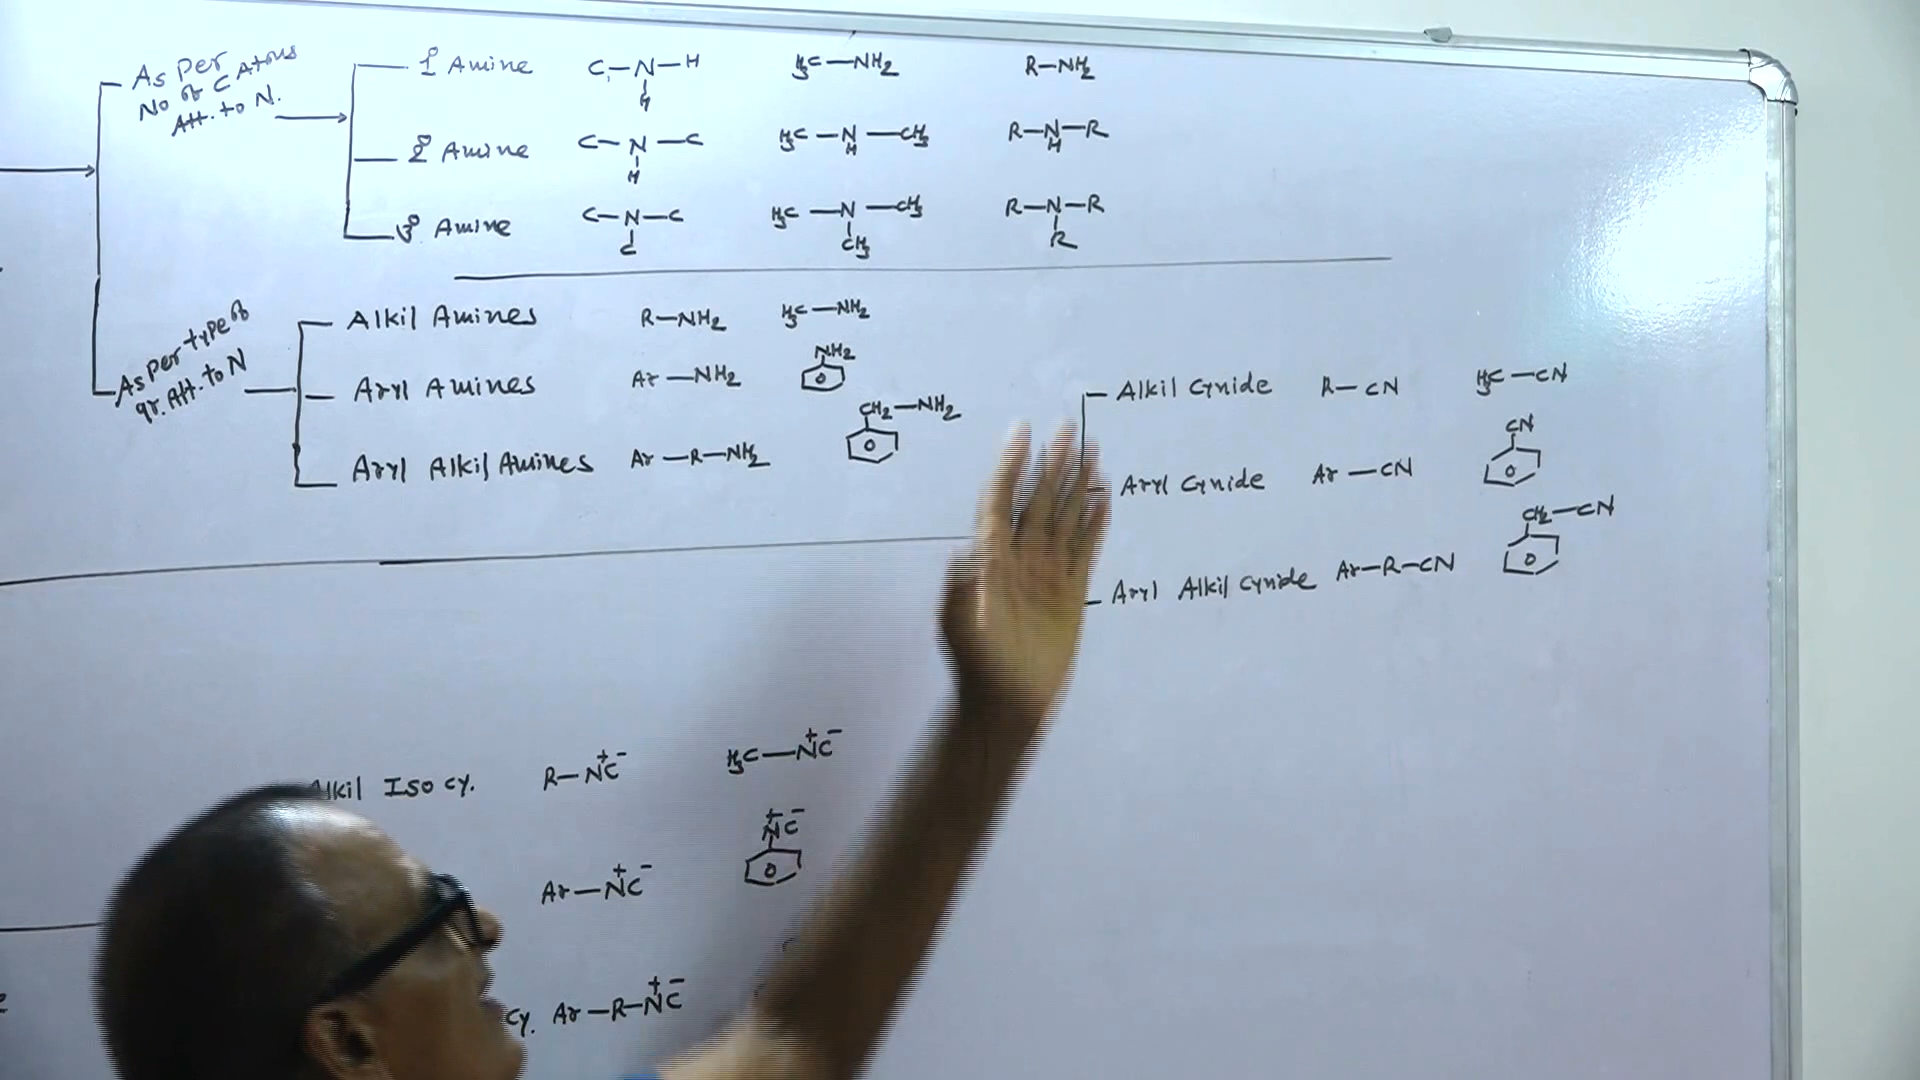 As Per
No of C Atoms
Att. to N.
1° Amine C—N—H H3C—NH2 R—NH2
H
2° Amine C—N—C H3C—N—CH3 R—N—R
H H H
3° Amine C—N—C H3C—N—CH3 R—N—R
C CH3 R
As Per type of
gr. Att. to N
Alkil Amines R—NH2 H3C—NH2
Aryl Amines Ar—NH2 NH2
Aryl Alkil Amines Ar—R—NH2 CH2—NH2
Alkil Cynide R—CN H3C—CN
Aryl Cynide Ar—CN CN
Aryl Alkil Cynide Ar—R—CN CH2—CN
Alkil Iso cy. R—N+C- H3C—N+C-
Ar—N+C- N+C-
cy. Ar—R—N+C-